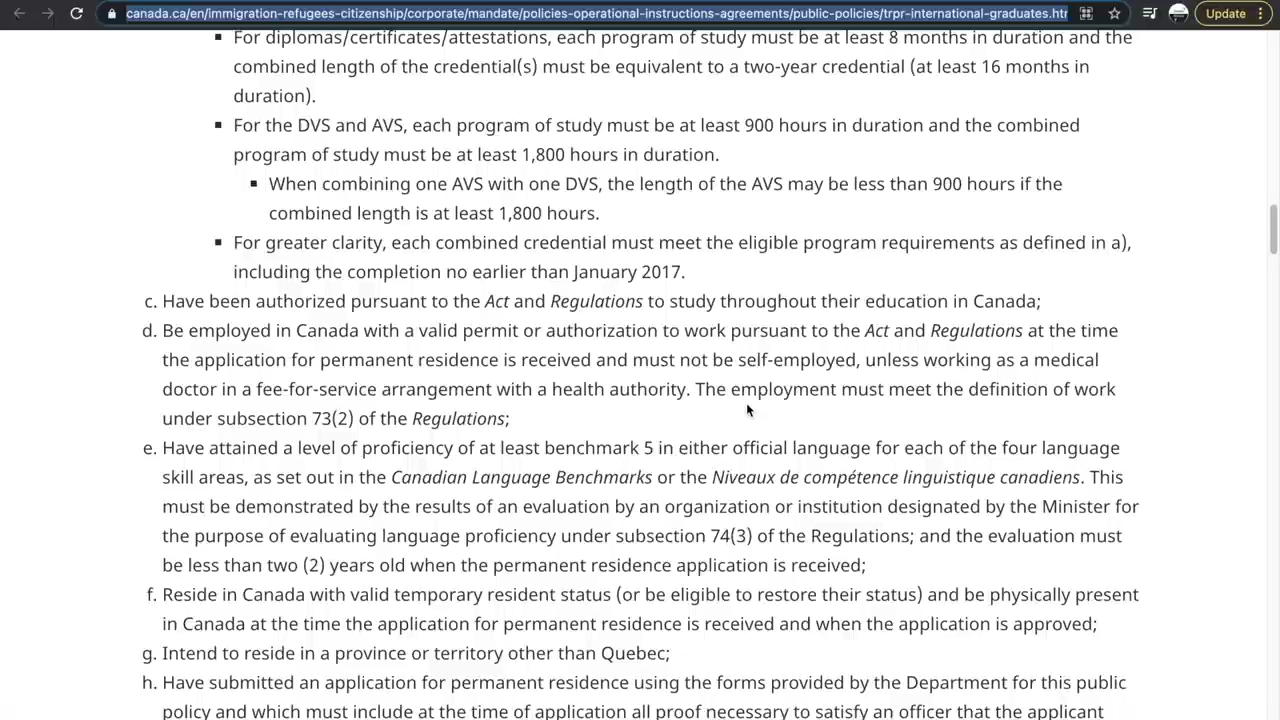 canada.ca/en/immigration-refugees-citizenship/corporate/mandate/policies-operational-instructions-agreements/public-policies/trpr-international-graduates.htm
Update
For diplomas/certificates/attestations, each program of study must be at least 8 months in duration and the
combined length of the credential(s) must be equivalent to a two-year credential (at least 16 months in
duration).
For the DVS and AVS, each program of study must be at least 900 hours in duration and the combined
program of study must be at least 1,800 hours in duration.
When combining one AVS with one DVS, the length of the AVS may be less than 900 hours if the
combined length is at least 1,800 hours.
For greater clarity, each combined credential must meet the eligible program requirements as defined in a),
including the completion no earlier than January 2017.
c. Have been authorized pursuant to the Act and Regulations to study throughout their education in Canada;
d. Be employed in Canada with a valid permit or authorization to work pursuant to the Act and Regulations at the time
the application for permanent residence is received and must not be self-employed, unless working as a medical
doctor in a fee-for-service arrangement with a health authority. The employment must meet the definition of work
under subsection 73(2) of the Regulations;
e. Have attained a level of proficiency of at least benchmark 5 in either official language for each of the four language
skill areas, as set out in the Canadian Language Benchmarks or the Niveaux de compétence linguistique canadiens. This
must be demonstrated by the results of an evaluation by an organization or institution designated by the Minister for
the purpose of evaluating language proficiency under subsection 74(3) of the Regulations; and the evaluation must
be less than two (2) years old when the permanent residence application is received;
f. Reside in Canada with valid temporary resident status (or be eligible to restore their status) and be physically present
in Canada at the time the application for permanent residence is received and when the application is approved;
g. Intend to reside in a province or territory other than Quebec;
h. Have submitted an application for permanent residence using the forms provided by the Department for this public
policy and which must include at the time of application all proof necessary to satisfy an officer that the applicant